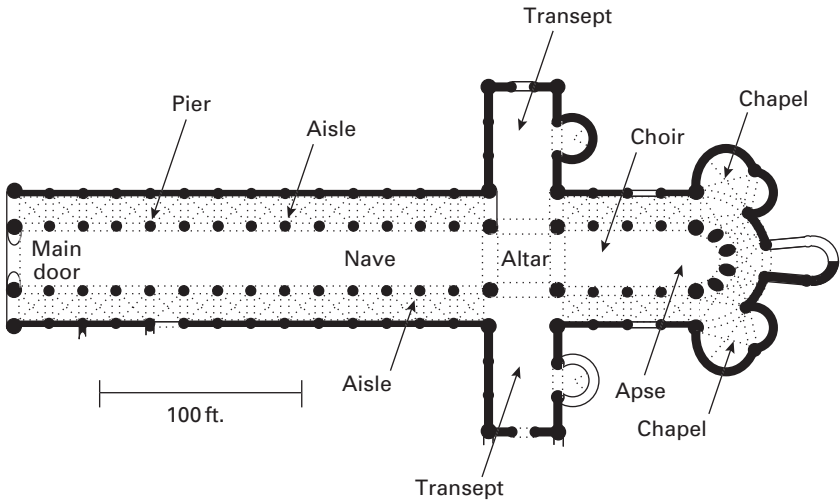 Transept
Pier
Aisle
Chapel
Choir
Main
door
Nave
Altar
Aisle
Apse
100 ft.
Chapel
Transept